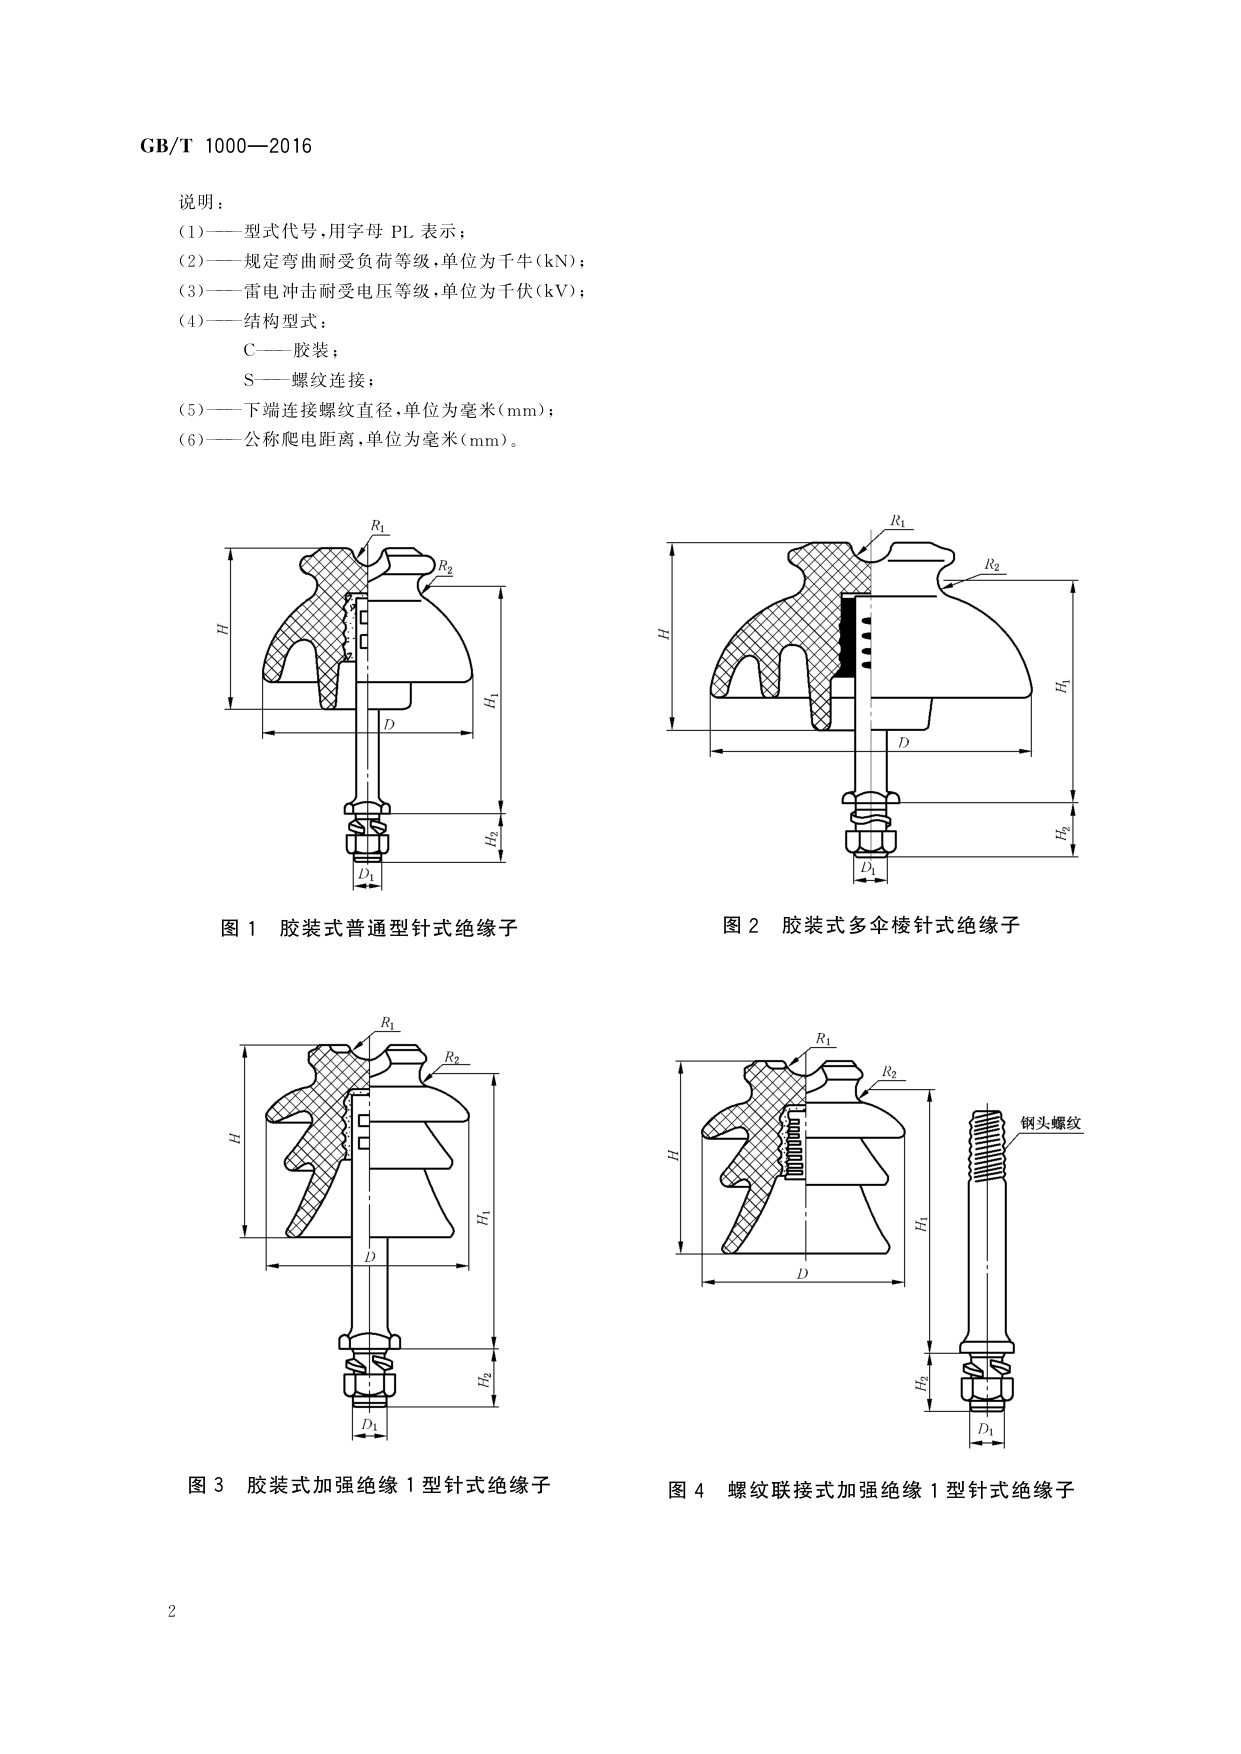 GB/T 1000—2016
说明：
(1)——型式代号,用字母 PL 表示；
(2)——规定弯曲耐受负荷等级,单位为千牛(kN)；
(3)——雷电冲击耐受电压等级,单位为千伏(kV)；
(4)——结构型式：
C——胶装；
S——螺纹连接；
(5)——下端连接螺纹直径,单位为毫米(mm)；
(6)——公称爬电距离,单位为毫米(mm)。
R1
R2
H
H1
D
H2
D1
图 1 胶装式普通型针式绝缘子
R1
R2
H
H1
D
H2
D1
图 2 胶装式多伞棱针式绝缘子
R1
R2
H
H1
D
H2
D1
图 3 胶装式加强绝缘 1 型针式绝缘子
R1
R2
钢头螺纹
H
H1
D
H2
D1
图 4 螺纹联接式加强绝缘 1 型针式绝缘子
2